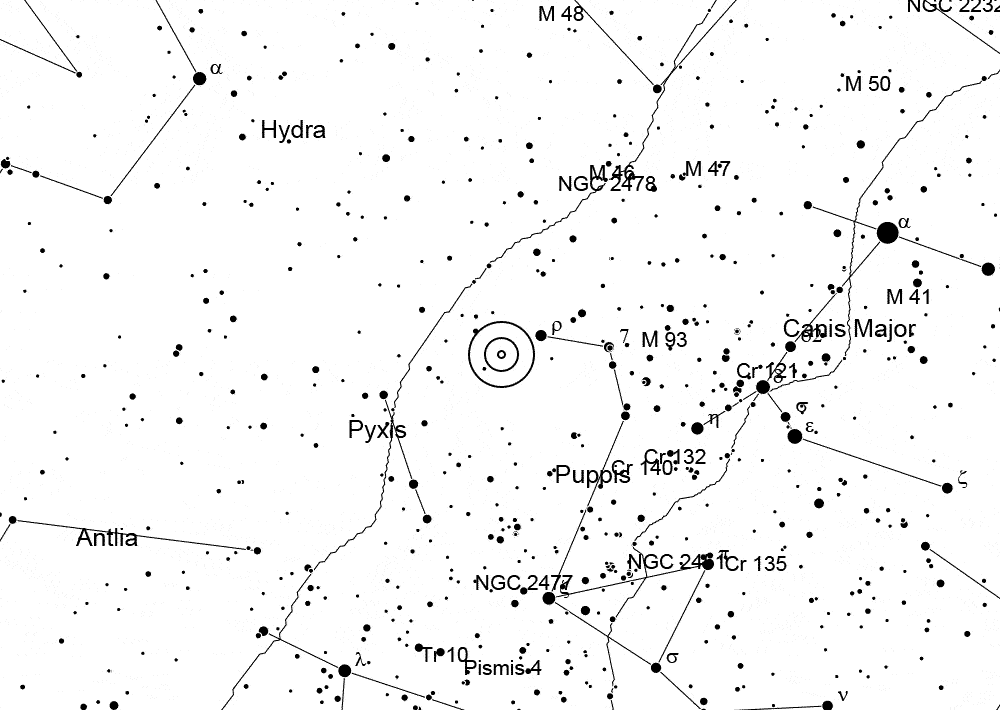 NGC 2232
M 48
α
M 50
Hydra
M 46
M 47
NGC 2478
α
M 41
ρ
Canis Major
M 93
Cr 121
η
σ
ε
Pyxis
Cr 132
Cr 140
Puppis
ζ
Antlia
π
Cr 135
NGC 2477
σ
λ
Tr 10
Pismis 4
ν